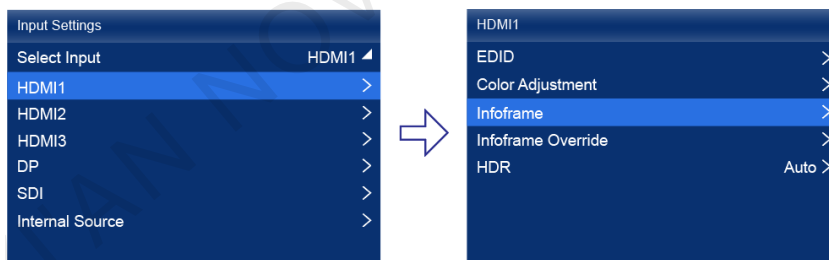 Input Settings
Select Input HDMI1
HDMI1
HDMI2
HDMI3
DP
SDI
Internal Source
HDMI1
EDID
Color Adjustment
Infoframe
Infoframe Override
HDR Auto